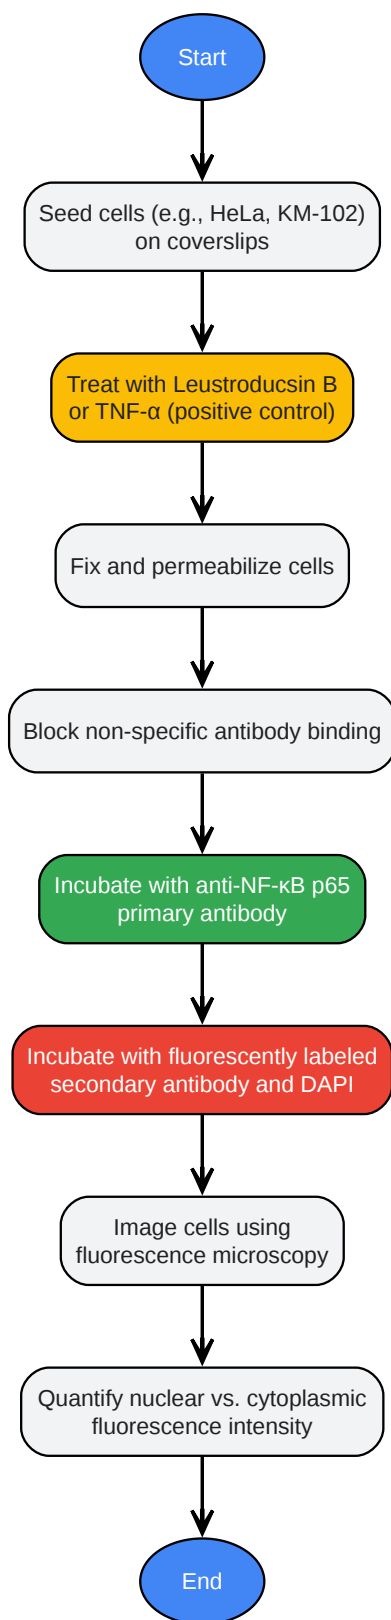 Start
Seed cells (e.g., HeLa, KM-102)
on coverslips
Treat with Leustroducsin B
or TNF-α (positive control)
Fix and permeabilize cells
Block non-specific antibody binding
Incubate with anti-NF-κB p65
primary antibody
Incubate with fluorescently labeled
secondary antibody and DAPI
Image cells using
fluorescence microscopy
Quantify nuclear vs. cytoplasmic
fluorescence intensity
End